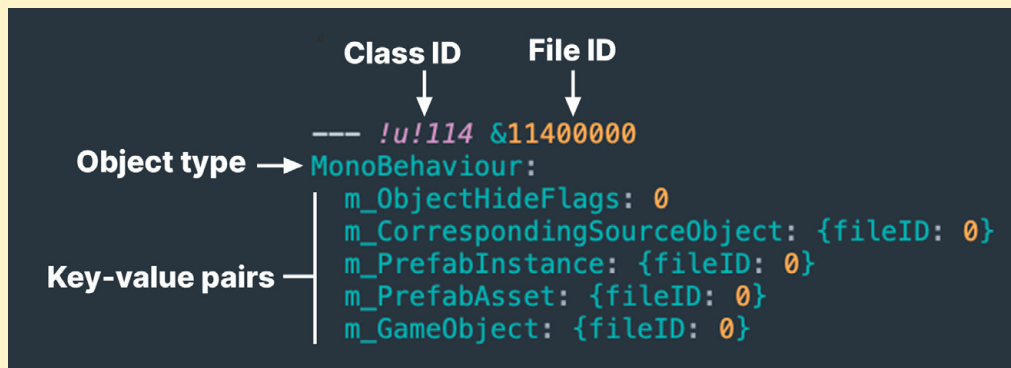 Class ID File ID
--- !u!114 &11400000
Object type MonoBehaviour:
m_ObjectHideFlags: 0
m_CorrespondingSourceObject: {fileID: 0}
Key-value pairs m_PrefabInstance: {fileID: 0}
m_PrefabAsset: {fileID: 0}
m_GameObject: {fileID: 0}